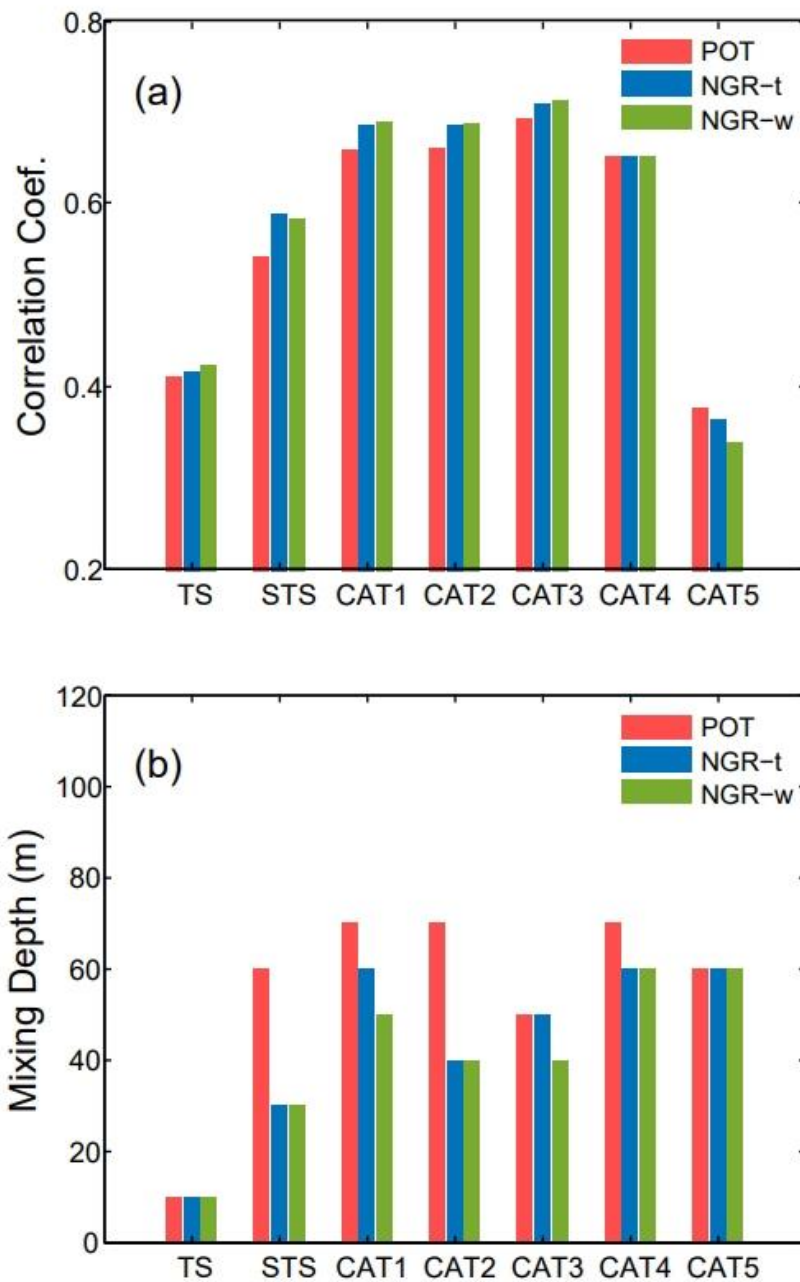 0.8
(a)
POT
NGR-t
NGR-w
0.6
0.4
0.2
Correlation Coef.
TS STS CAT1 CAT2 CAT3 CAT4 CAT5
120
(b)
POT
NGR-t
NGR-w
100
80
60
40
20
0
Mixing Depth (m)
TS STS CAT1 CAT2 CAT3 CAT4 CAT5